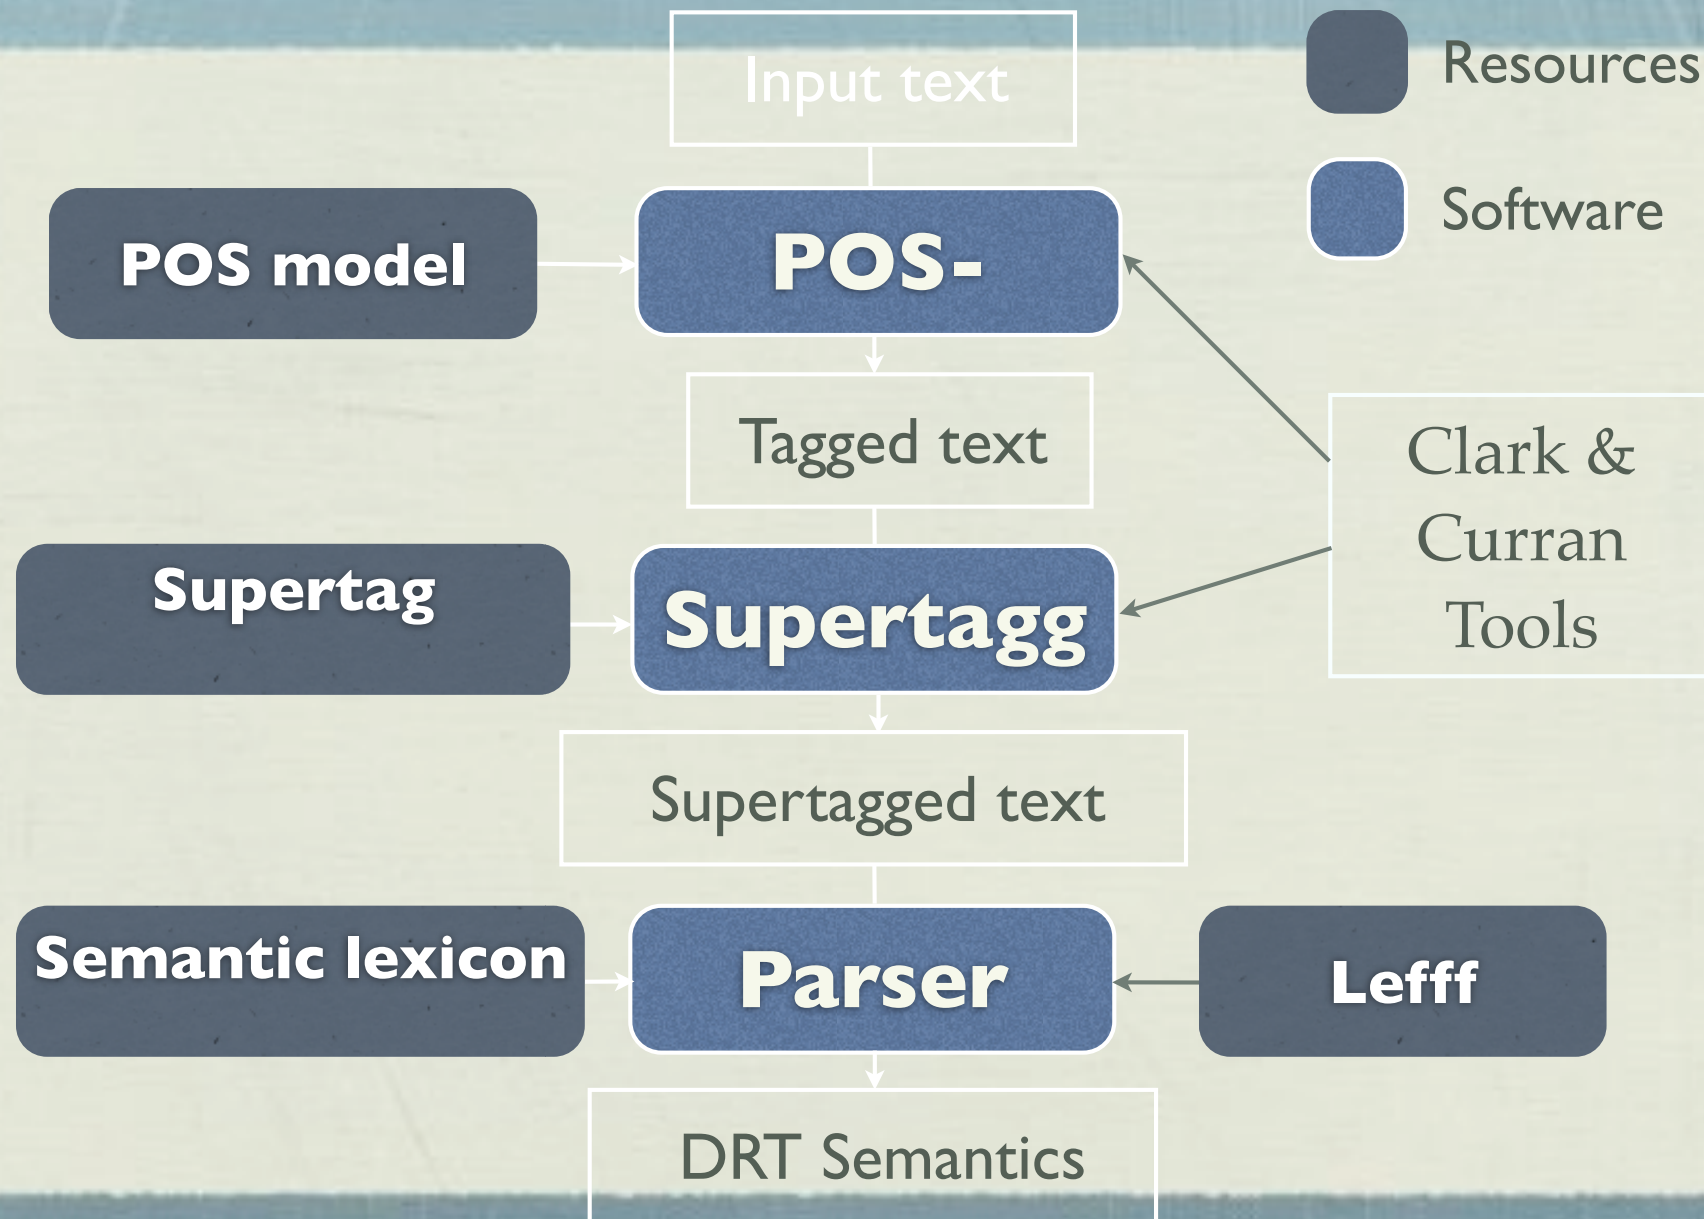 Input text
Resources
POS model
POS-
Software
Tagged text
Clark &
Curran
Tools
Supertag
Supertagg
Supertagged text
Semantic lexicon
Parser
Lefff
DRT Semantics